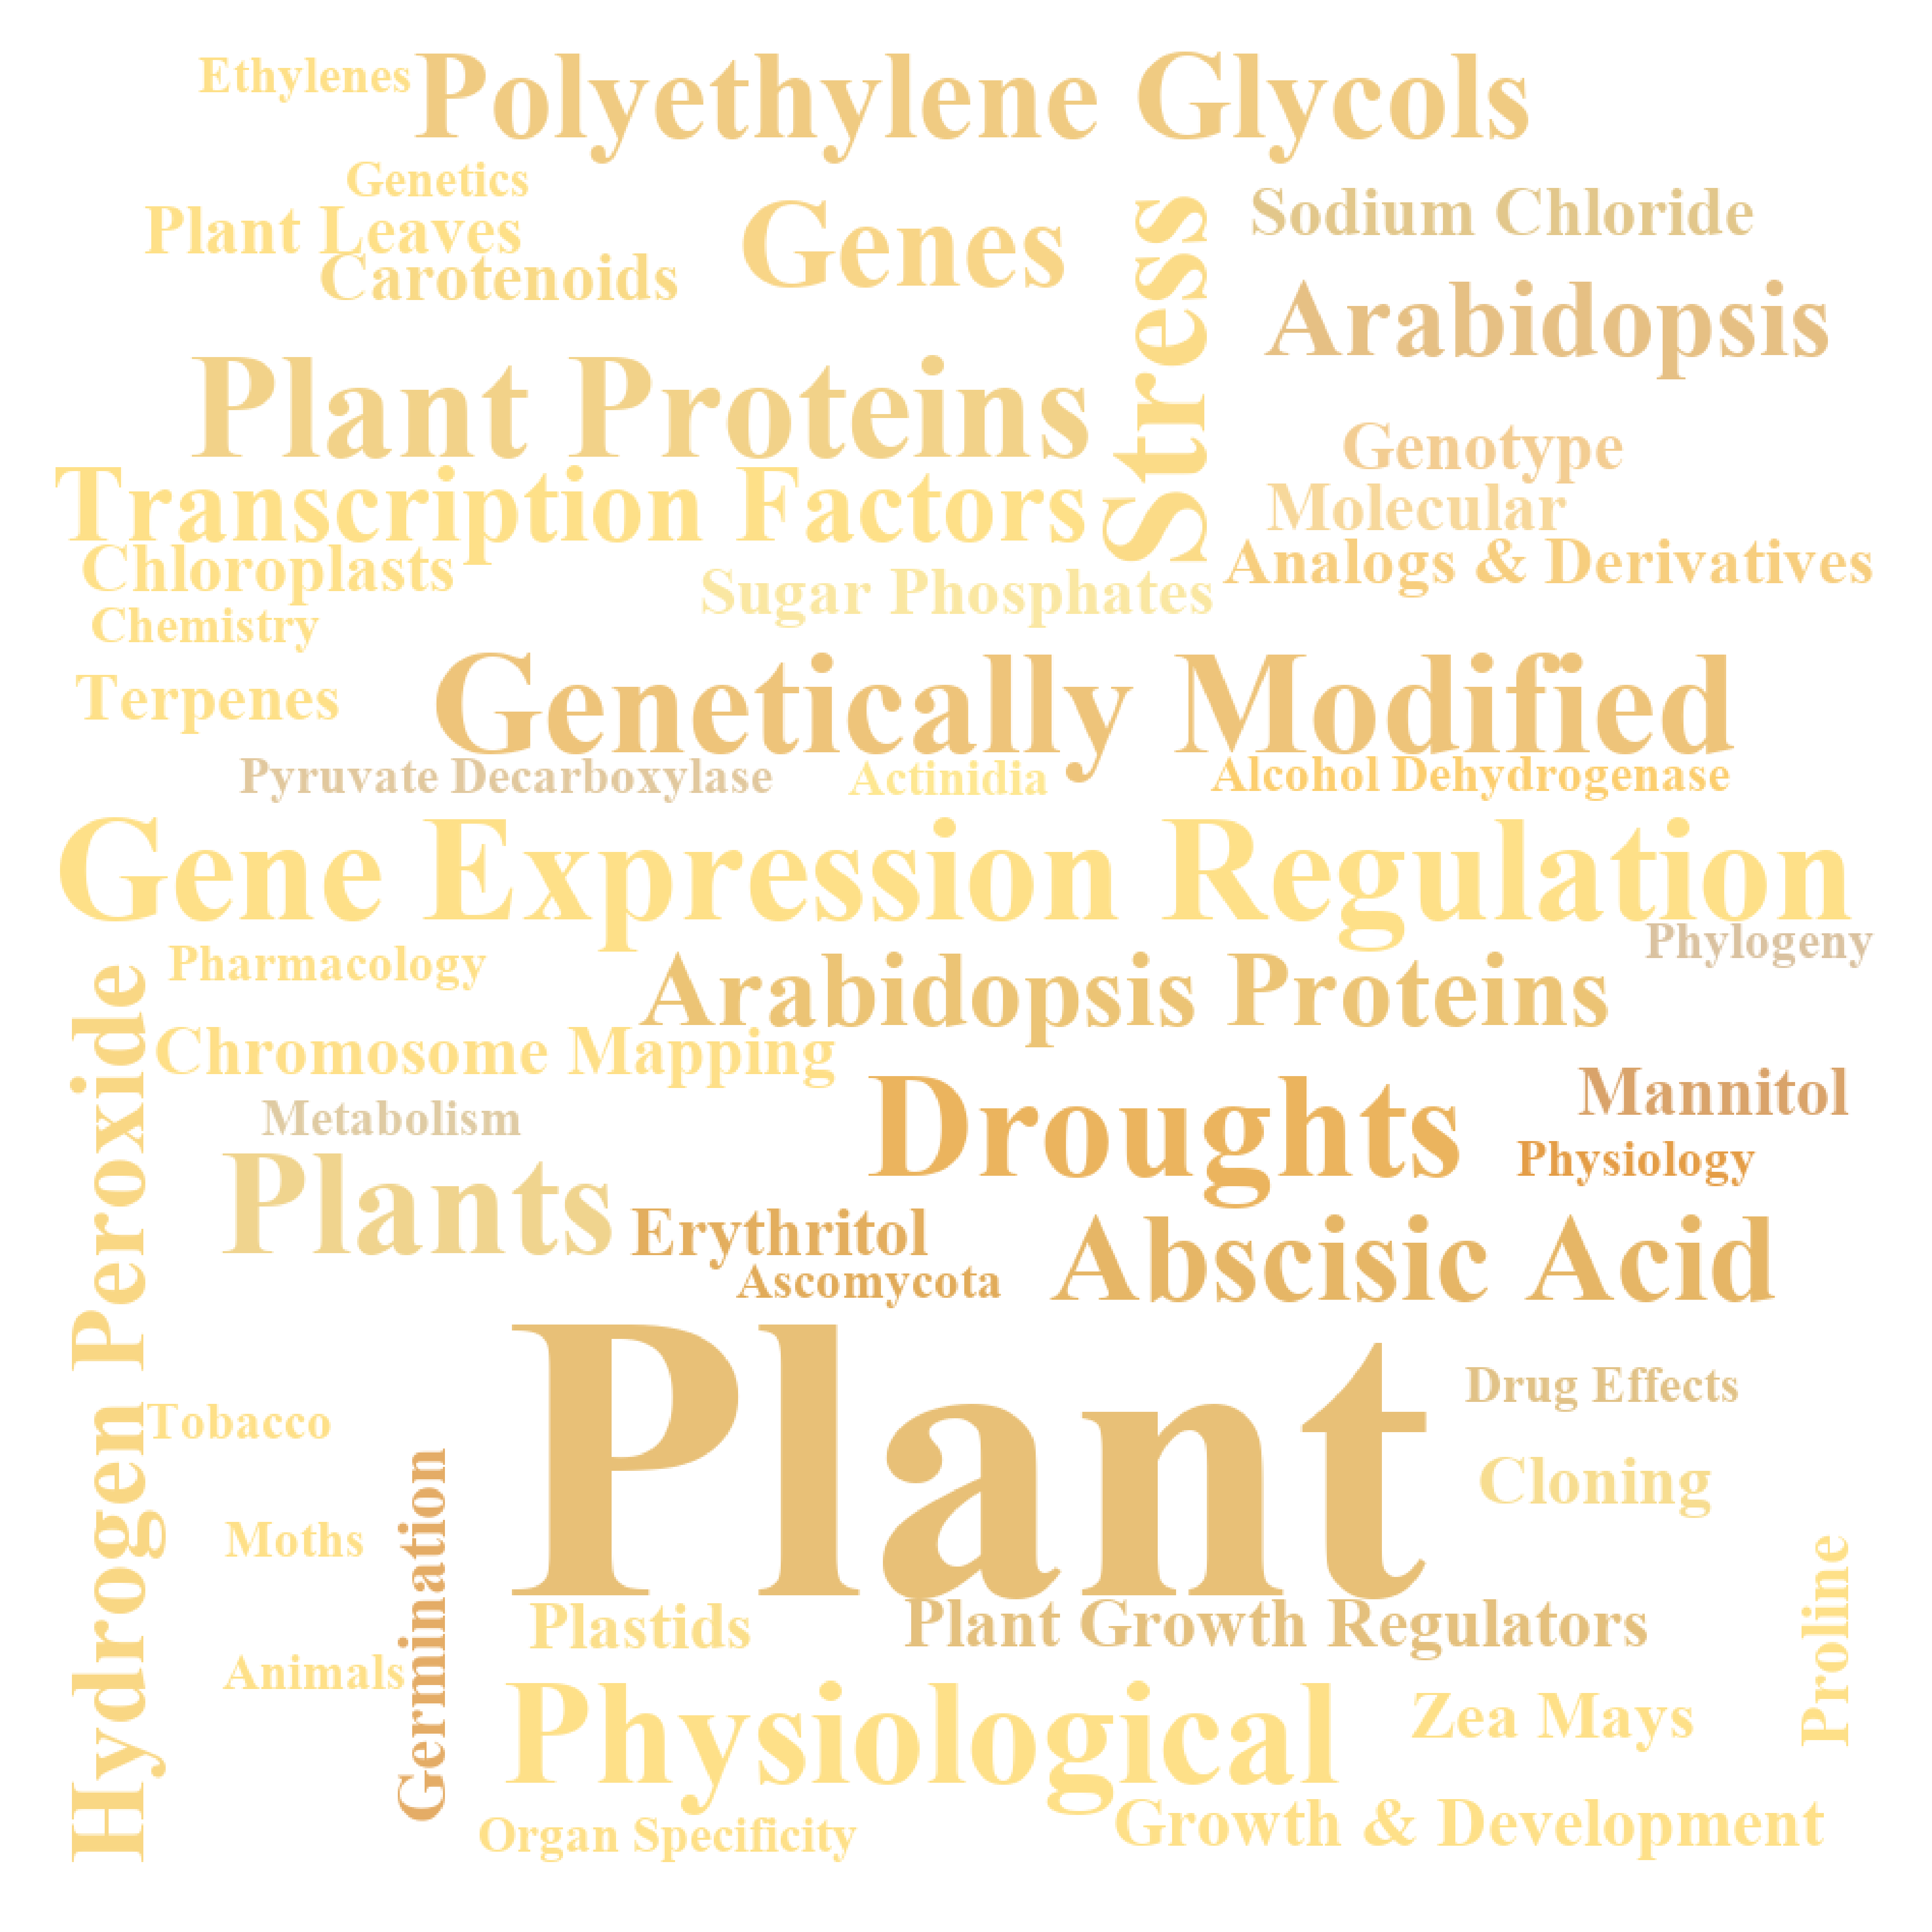 Ethylenes
Polyethylene Glycols
Genetics
Plant Leaves
Carotenoids
Genes
Stress
Sodium Chloride
Arabidopsis
Plant Proteins
Transcription Factors
Genotype
Molecular
Analogs & Derivatives
Chloroplasts
Sugar Phosphates
Chemistry
Terpenes
Genetically Modified
Pyruvate Decarboxylase
Actinidia
Alcohol Dehydrogenase
Gene Expression Regulation
Phylogeny
Pharmacology
Arabidopsis Proteins
Hydrogen Peroxide
Chromosome Mapping
Metabolism
Droughts
Mannitol
Physiology
Plants
Erythritol
Ascomycota
Abscisic Acid
Plant
Drug Effects
Tobacco
Cloning
Moths
Germination
Proline
Plastids
Plant Growth Regulators
Animals
Physiological
Zea Mays
Organ Specificity
Growth & Development